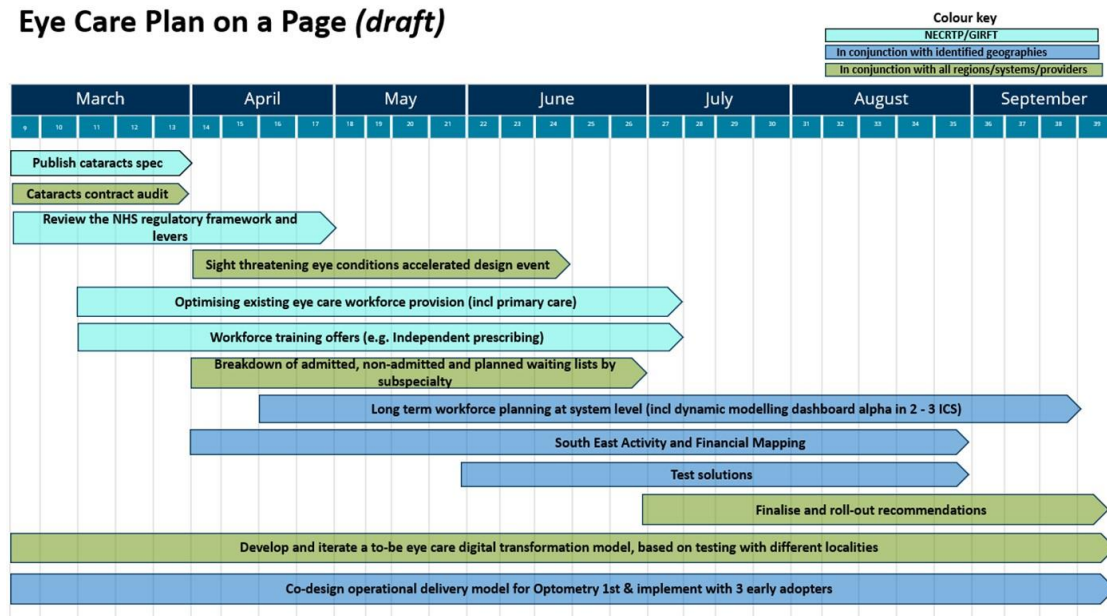 Eye Care Plan on a Page (draft)
Colour key
NECRTP/GIRFT
In conjunction with identified geographies
In conjunction with all regions/systems/providers
March April May June July August September
9 10 11 12 13 14 15 16 17 18 19 20 21 22 23 24 25 26 27 28 29 30 31 32 33 34 35 36 37 38 39
Publish cataracts spec
Cataracts contract audit
Review the NHS regulatory framework and
levers
Sight threatening eye conditions accelerated design event
Optimising existing eye care workforce provision (incl primary care)
Workforce training offers (e.g. Independent prescribing)
Breakdown of admitted, non-admitted and planned waiting lists by
subspecialty
Long term workforce planning at system level (incl dynamic modelling dashboard alpha in 2 - 3 ICS)
South East Activity and Financial Mapping
Test solutions
Finalise and roll-out recommendations
Develop and iterate a to-be eye care digital transformation model, based on testing with different localities
Co-design operational delivery model for Optometry 1st & implement with 3 early adopters